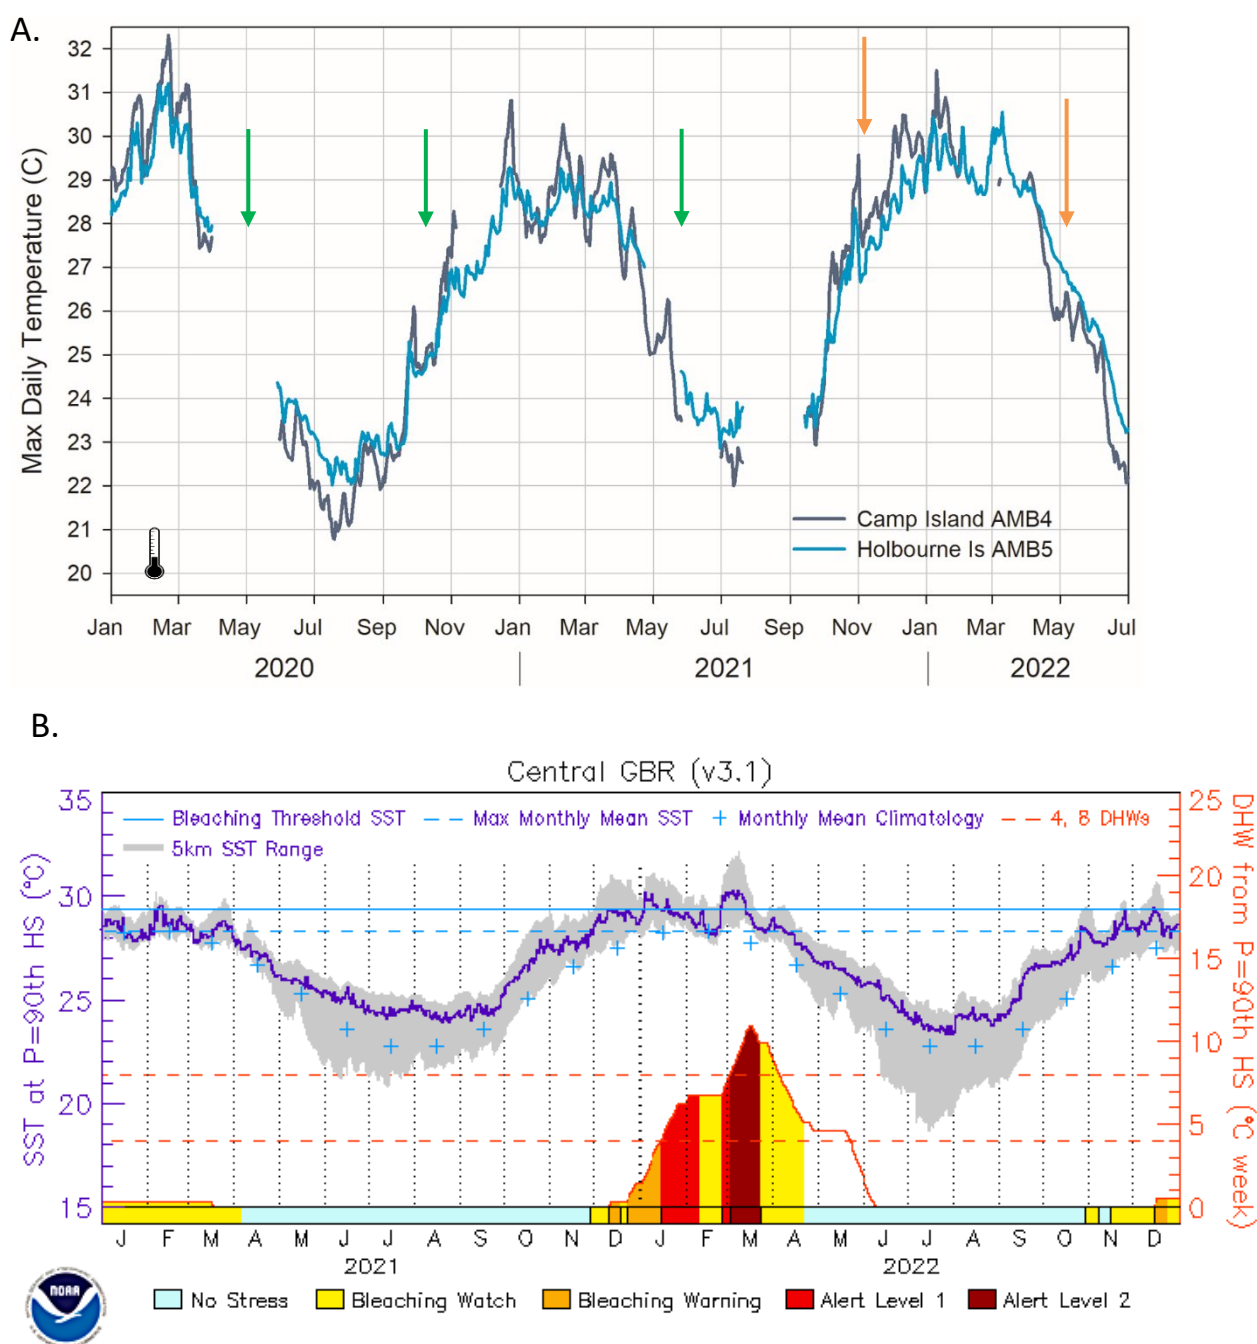 A.
32
31
30
29
28
27
26
25
24
23
22
21
20
Max Daily Temperature (C)
Camp Island AMB4
Holbourne Is AMB5
Jan Mar May Jul Sep Nov Jan Mar May Jul Sep Nov Jan Mar May Jul
2020 2021 2022
B.
Central GBR (v3.1)
35 25
Bleaching Threshold SST Max Monthly Mean SST Monthly Mean Climatology 4, 8 DHWs
5km SST Range
30 20
25 15
20 10
5
15 0
SST at P=90th HS (°C)
DHW from P=90th HS (°C week)
J F M A M J J A S O N D J F M A M J J A S O N D
2021 2022
NOAA
No Stress Bleaching Watch Bleaching Warning Alert Level 1 Alert Level 2